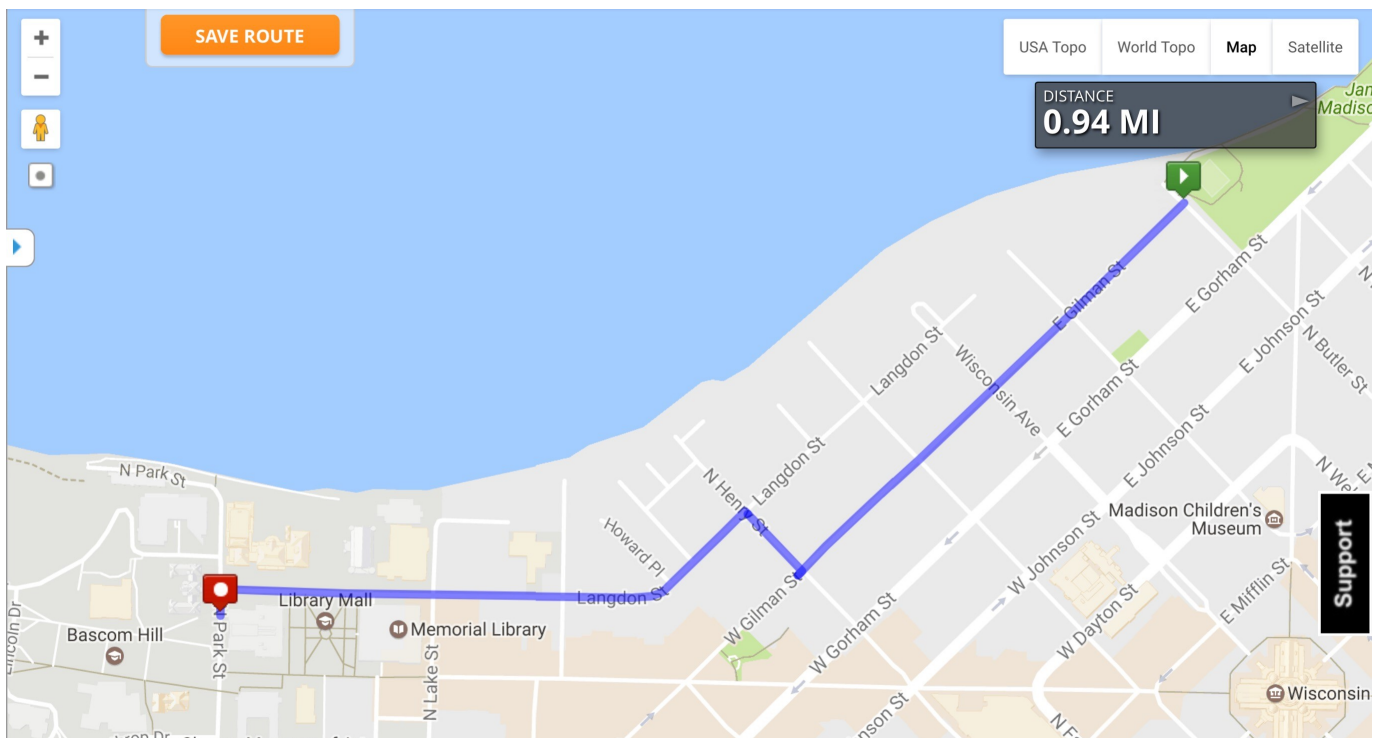 +
SAVE ROUTE
USA Topo
World Topo
Map
Satellite
−
DISTANCE
0.94 MI
E Gilman St
E Gorham St
E Johnson St
N Butler St
Langdon St
Wisconsin Ave
E Gorham St
E Johnson St
N Park St
N Henry St
Langdon St
Howard Pl
Madison Children's
Museum
W Johnson St
Support
Langdon St
W Gilman St
W Gorham St
W Dayton St
E Mifflin St
Library Mall
Memorial Library
Bascom Hill
Park St
N Lake St
Wisconsin